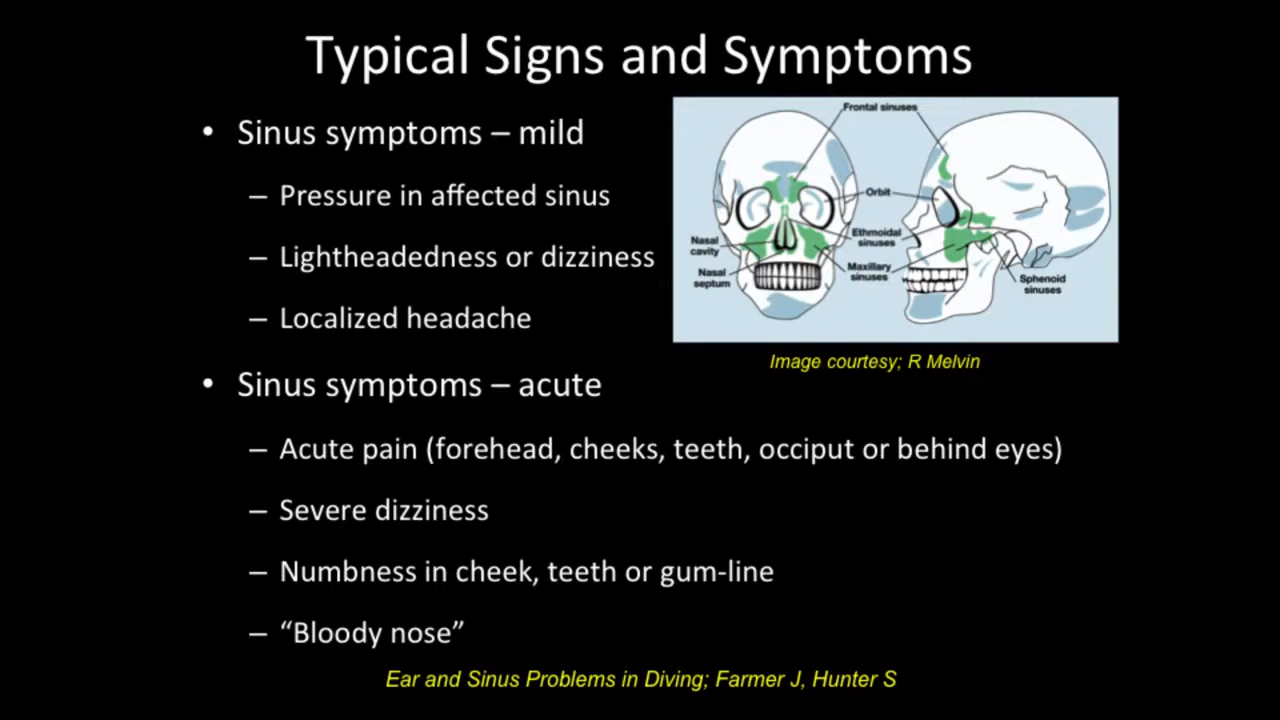 Typical Signs and Symptoms
• Sinus symptoms – mild
– Pressure in affected sinus
– Lightheadedness or dizziness
– Localized headache
Frontal sinuses
Orbit
Nasal
cavity
Ethmoidal
sinuses
Nasal
septum
Maxillary
sinuses
Sphenoid
sinuses
Image courtesy; R Melvin
• Sinus symptoms – acute
– Acute pain (forehead, cheeks, teeth, occiput or behind eyes)
– Severe dizziness
– Numbness in cheek, teeth or gum-line
– “Bloody nose”
Ear and Sinus Problems in Diving; Farmer J, Hunter S